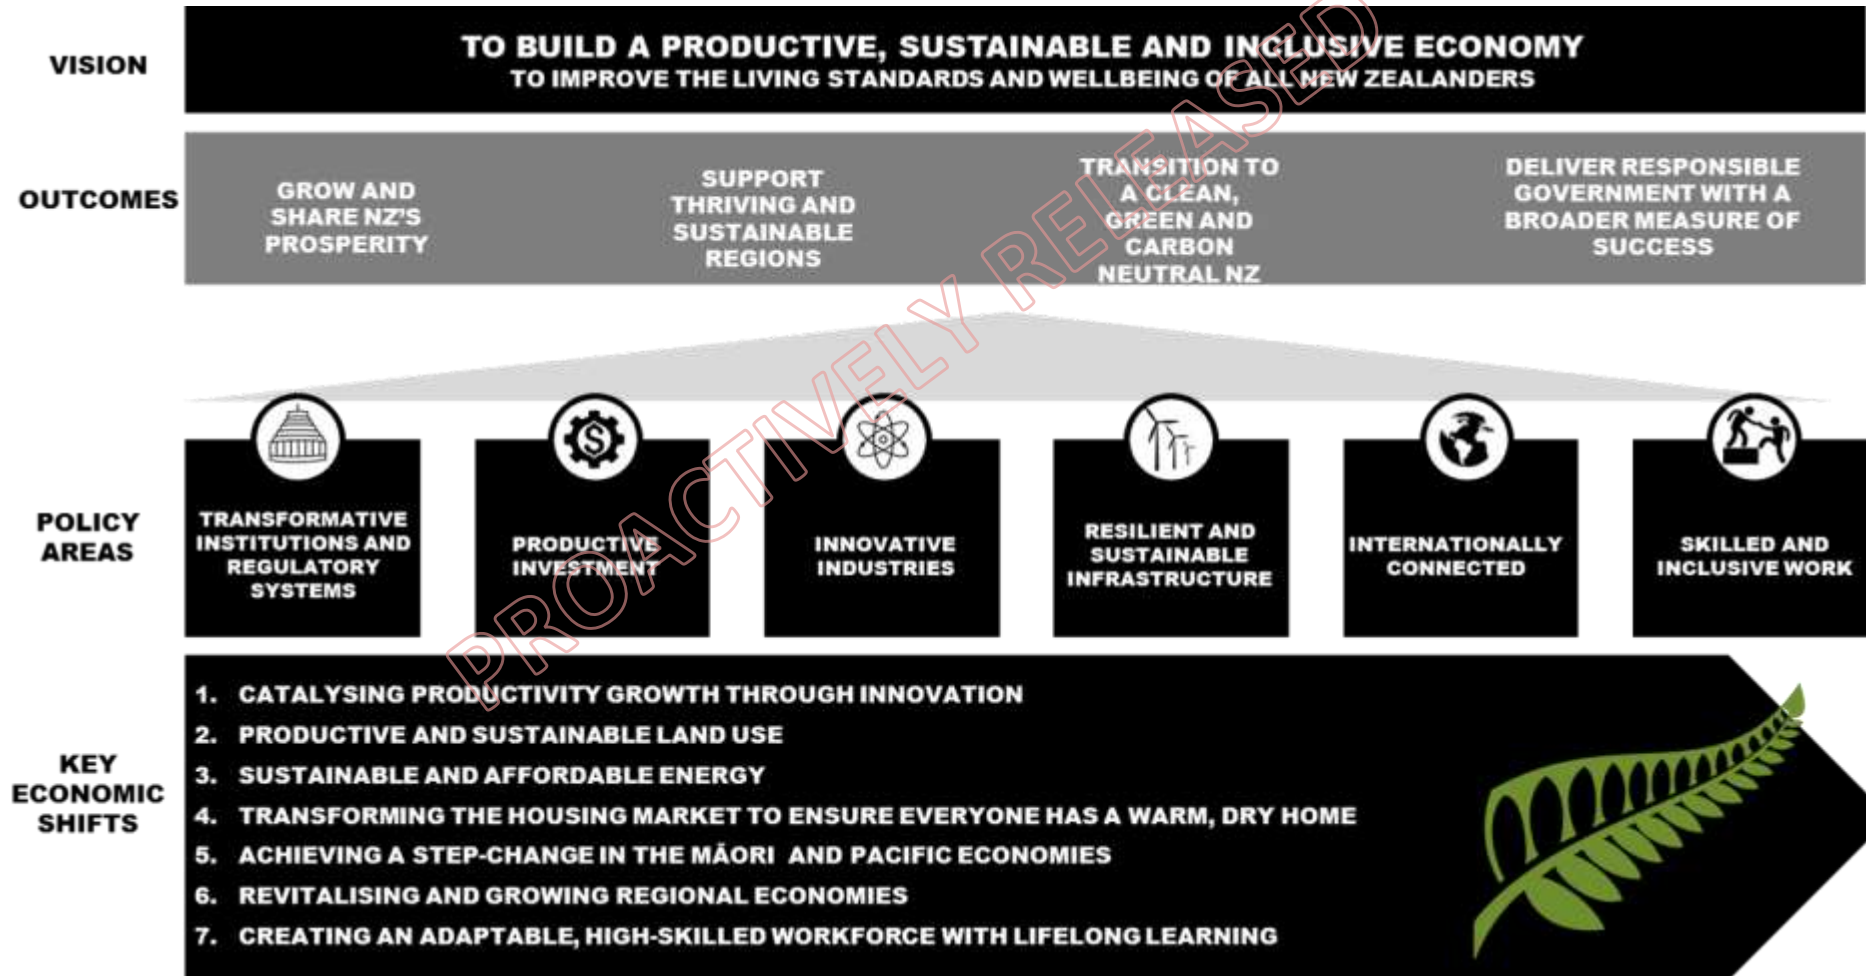 VISION
TO BUILD A PRODUCTIVE, SUSTAINABLE AND INCLUSIVE ECONOMY
TO IMPROVE THE LIVING STANDARDS AND WELLBEING OF ALL NEW ZEALANDERS
OUTCOMES
GROW AND
SHARE NZ'S
PROSPERITY
SUPPORT
THRIVING AND
SUSTAINABLE
REGIONS
TRANSITION TO
A CLEAN,
GREEN AND
CARBON
NEUTRAL NZ
DELIVER RESPONSIBLE
GOVERNMENT WITH A
BROADER MEASURE OF
SUCCESS
POLICY
AREAS
TRANSFORMATIVE
INSTITUTIONS AND
REGULATORY
SYSTEMS
$
PRODUCTIVE
INVESTMENT
INNOVATIVE
INDUSTRIES
RESILIENT AND
SUSTAINABLE
INFRASTRUCTURE
INTERNATIONALLY
CONNECTED
SKILLED AND
INCLUSIVE WORK
KEY
ECONOMIC
SHIFTS
1. CATALYSING PRODUCTIVITY GROWTH THROUGH INNOVATION
2. PRODUCTIVE AND SUSTAINABLE LAND USE
3. SUSTAINABLE AND AFFORDABLE ENERGY
4. TRANSFORMING THE HOUSING MARKET TO ENSURE EVERYONE HAS A WARM, DRY HOME
5. ACHIEVING A STEP-CHANGE IN THE MĀORI AND PACIFIC ECONOMIES
6. REVITALISING AND GROWING REGIONAL ECONOMIES
7. CREATING AN ADAPTABLE, HIGH-SKILLED WORKFORCE WITH LIFELONG LEARNING
PROACTIVELY RELEASED